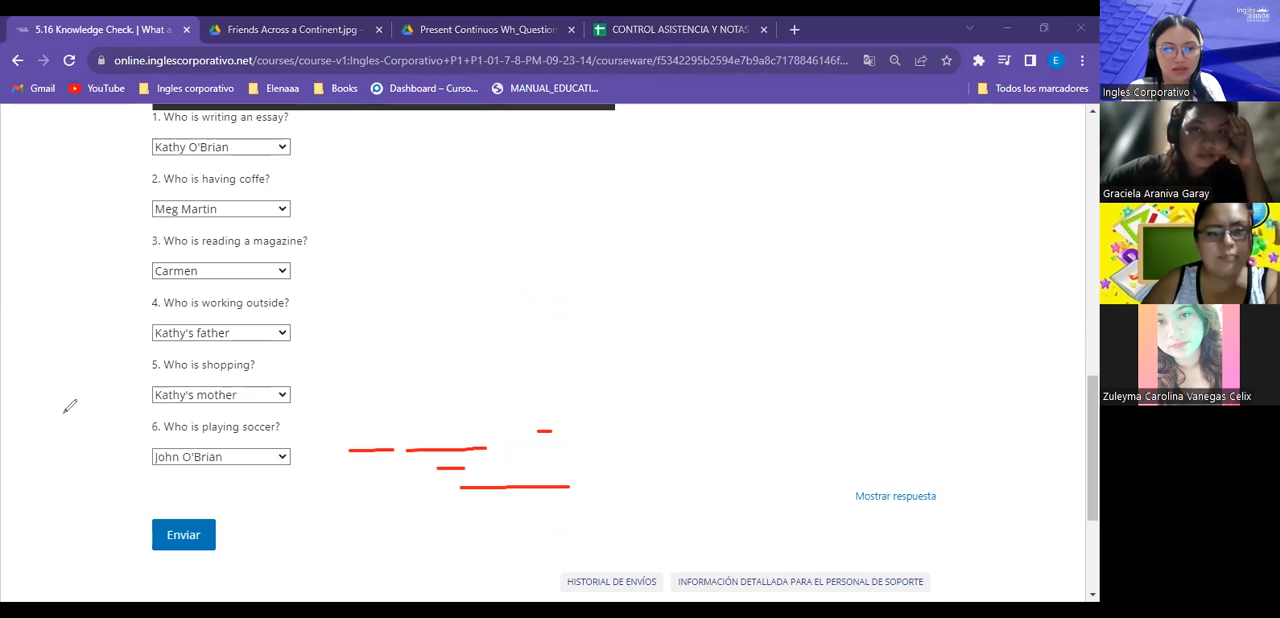 5.16 Knowledge Check. | What a
Friends Across a Continent.jpg -
Present Continuos Wh_Question
CONTROL ASISTENCIA Y NOTAS
online.inglescorporativo.net/courses/course-v1:Ingles-Corporativo+P1+P1-01-7-8-PM-09-23-14/courseware/f5342295b2594e7b9a8c7178846146f...
E
Gmail
YouTube
Ingles corporativo
Elenaaa
Books
Dashboard – Curso...
MANUAL_EDUCATI...
Todos los marcadores
1. Who is writing an essay?
Kathy O'Brian
2. Who is having coffe?
Meg Martin
3. Who is reading a magazine?
Carmen
4. Who is working outside?
Kathy's father
5. Who is shopping?
Kathy's mother
6. Who is playing soccer?
John O'Brian
Mostrar respuesta
Enviar
HISTORIAL DE ENVÍOS
INFORMACIÓN DETALLADA PARA EL PERSONAL DE SOPORTE
Ingles Corporativo
Graciela Araniva Garay
Zuleyma Carolina Vanegas Celix